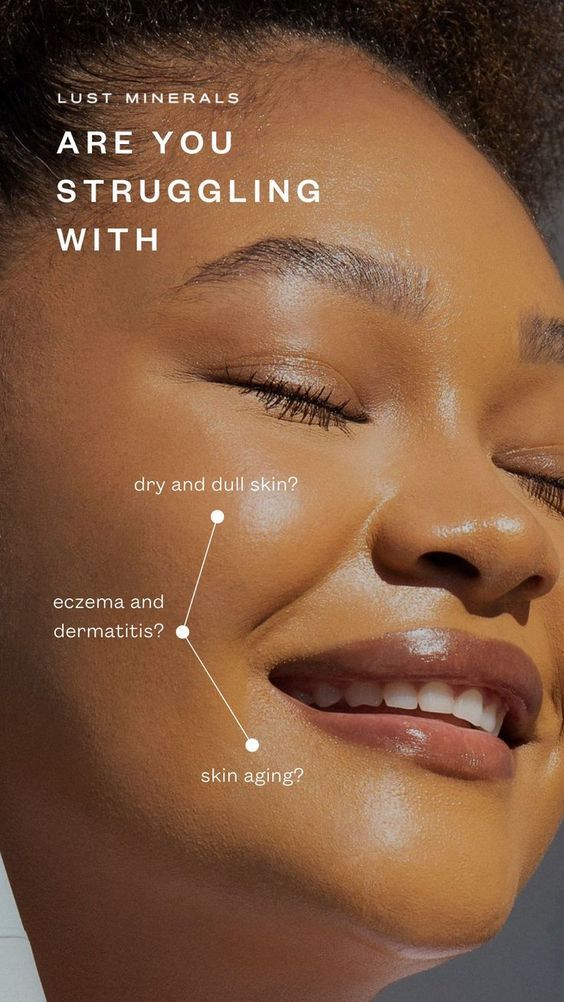 LUST MINERALS
ARE YOU
STRUGGLING
WITH
dry and dull skin?
eczema and
dermatitis?
skin aging?